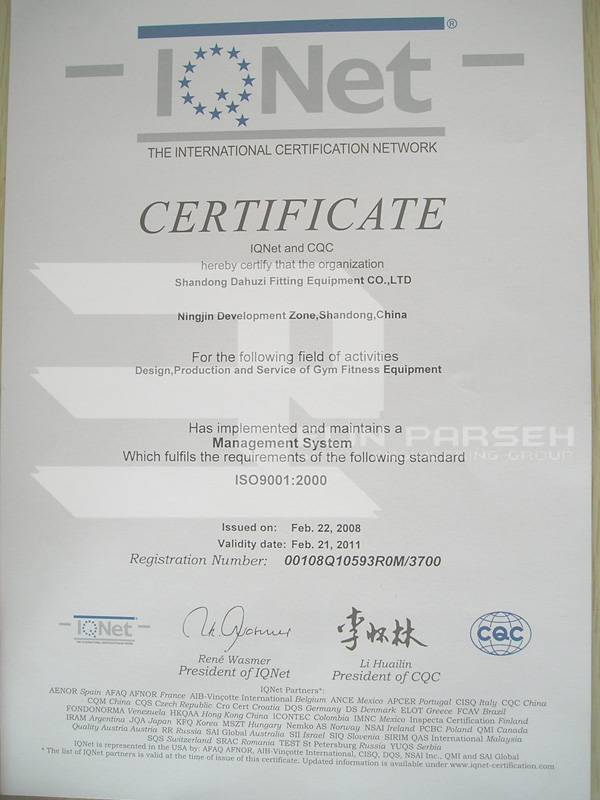 IQNet®
THE INTERNATIONAL CERTIFICATION NETWORK
CERTIFICATE
IQNet and CQC
hereby certify that the organization
Shandong Dahuzi Fitting Equipment CO.,LTD
Ningjin Development Zone,Shandong,China
For the following field of activities
Design,Production and Service of Gym Fitness Equipment
Has implemented and maintains a
Management System
Which fulfils the requirements of the following standard
ISO9001:2000
PARSEH
GROUP
Issued on: Feb. 22, 2008
Validity date: Feb. 21, 2011
Registration Number: 00108Q10593R0M/3700
IQNet
李怀林
CQC
René Wasmer
President of IQNet
Li Huailin
President of CQC
IQNet Partners*:
AENOR Spain AFAQ AFNOR France AIB-Vinçotte International Belgium ANCE Mexico APCER Portugal CISQ Italy CQC China
CQM China CQS Czech Republic Cro Cert Croatia DQS Germany DS Denmark ELOT Greece FCAV Brazil
FONDONORMA Venezuela HKQAA Hong Kong China ICONTEC Colombia IMNC Mexico Inspecta Certification Finland
IRAM Argentina JQA Japan KFQ Korea MSZT Hungary Nemko AS Norway NSAI Ireland PCBC Poland QMI Canada
Quality Austria Austria RR Russia SAI Global Australia SII Israel SIQ Slovenia SIRIM QAS International Malaysia
SQS Switzerland SRAC Romania TEST St Petersburg Russia YUQS Serbia
IQNet is represented in the USA by: AFAQ AFNOR, AIB-Vinçotte International, CISQ, DQS, NSAI Inc., QMI and SAI Global
* The list of IQNet partners is valid at the time of issue of this certificate. Updated information is available under www.iqnet-certification.com